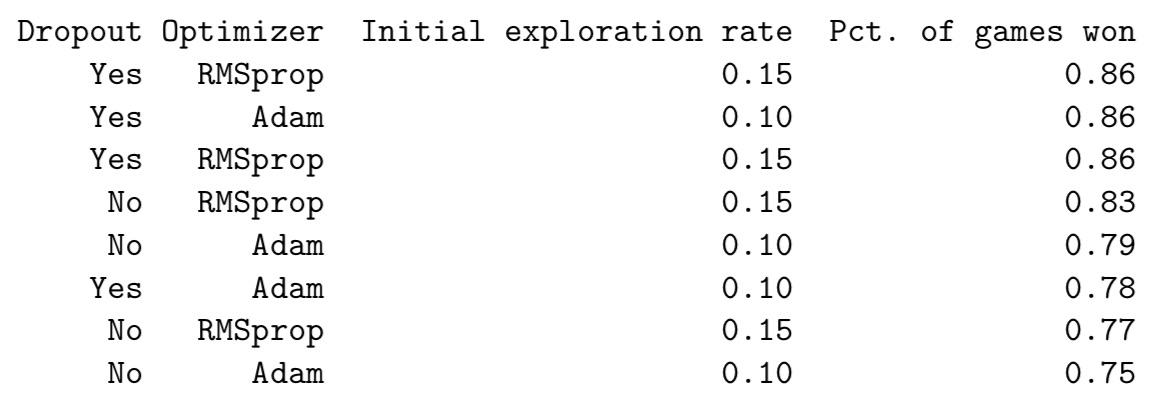 Dropout Optimizer Initial exploration rate Pct. of games won
Yes RMSprop 0.15 0.86
Yes Adam 0.10 0.86
Yes RMSprop 0.15 0.86
No RMSprop 0.15 0.83
No Adam 0.10 0.79
Yes Adam 0.10 0.78
No RMSprop 0.15 0.77
No Adam 0.10 0.75